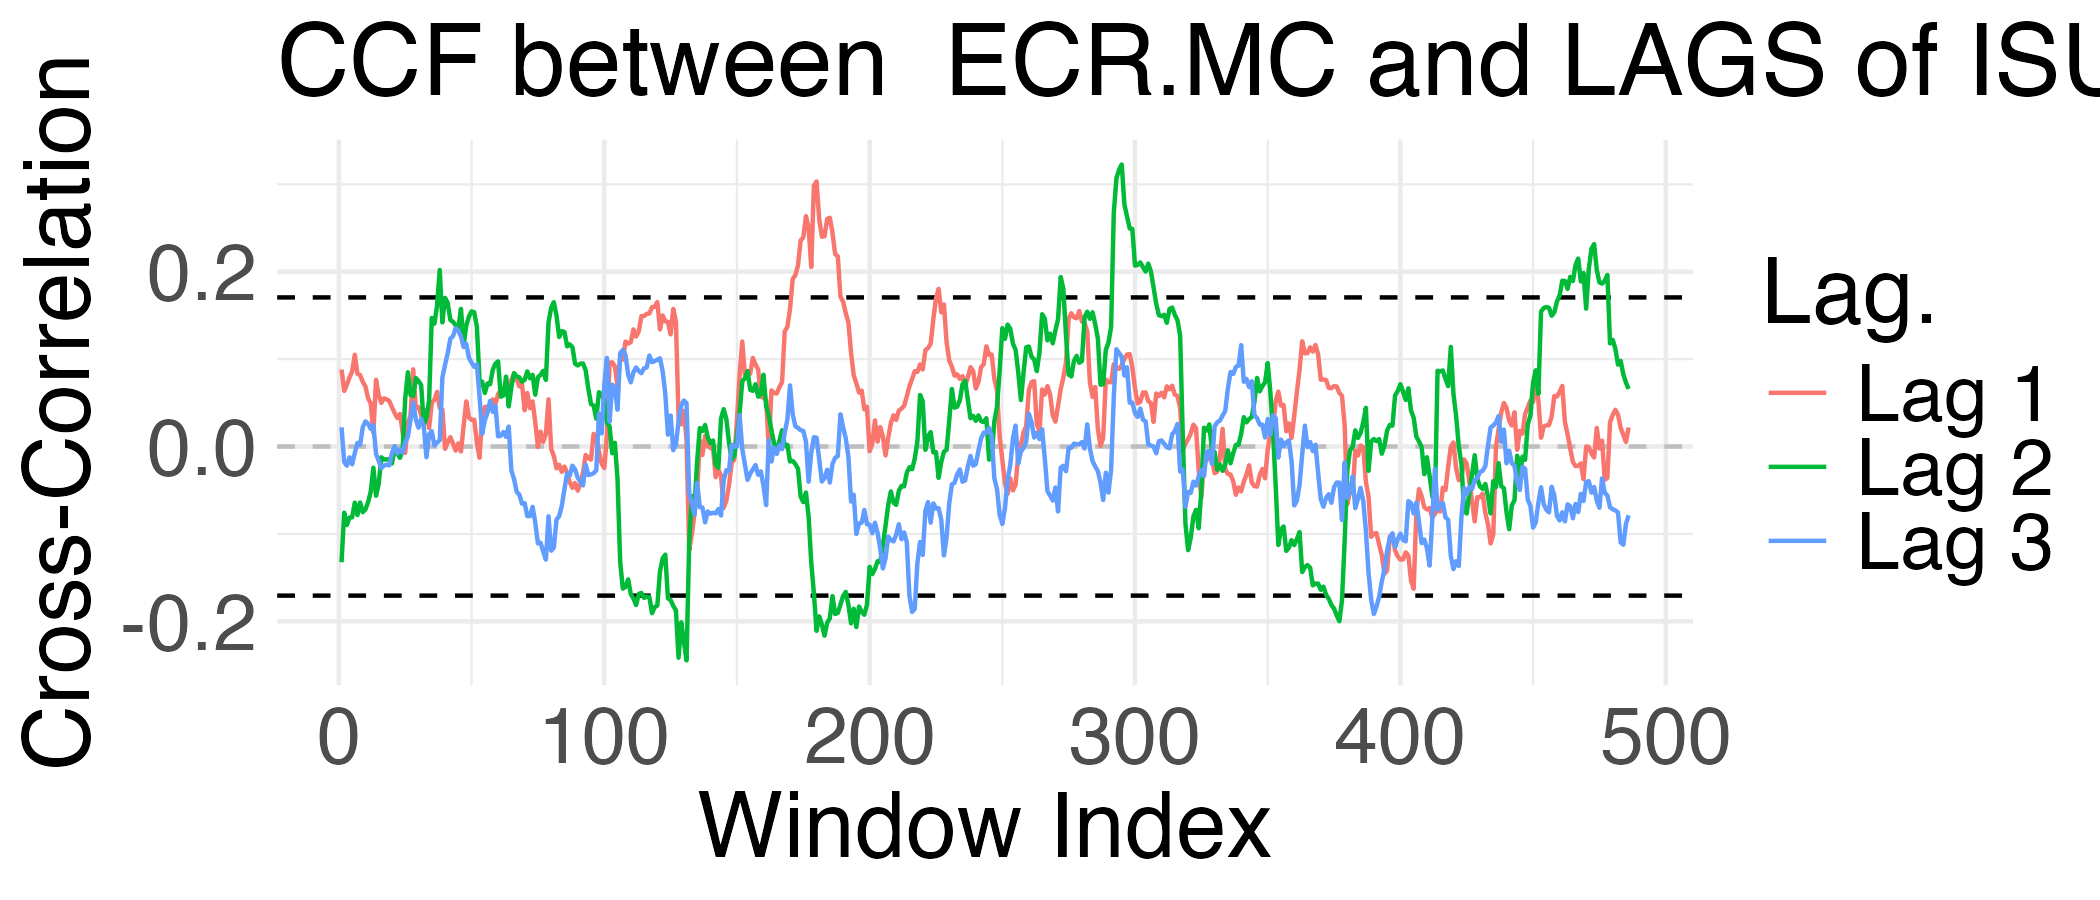 CCF between  ECR.MC and LAGS of ISU
Cross-Correlation
0.2
0.0
-0.2
0
100
200
300
400
500
Window Index
Lag.
Lag 1
Lag 2
Lag 3